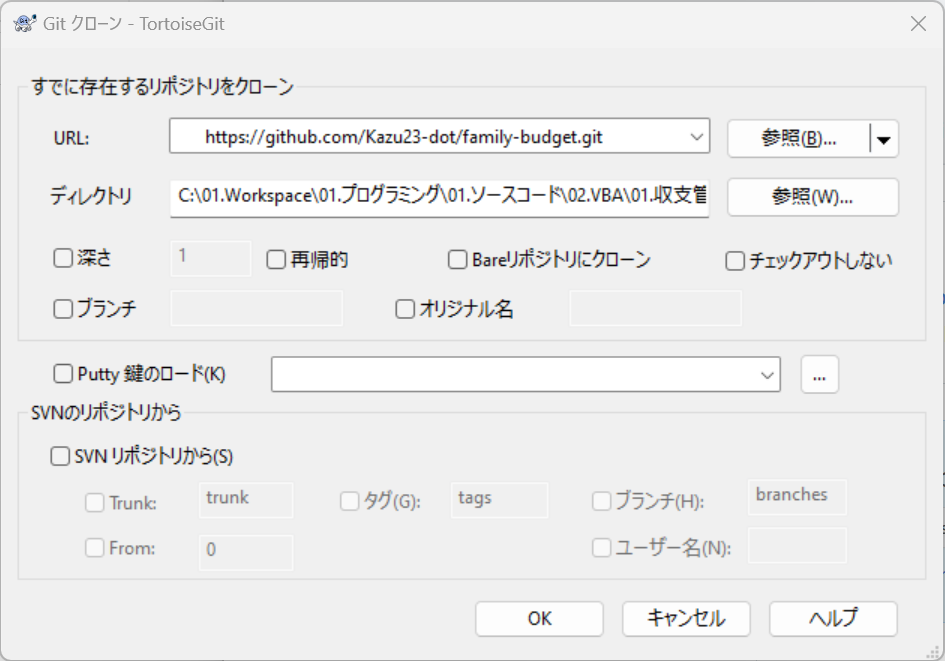 Git クローン - TortoiseGit
すでに存在するリポジトリをクローン
URL: https://github.com/Kazu23-dot/family-budget.git 参照(B)...
ディレクトリ C:\01.Workspace\01.プログラミング\01.ソースコード\02.VBA\01.収支管 参照(W)...
深さ 1 再帰的 Bareリポジトリにクローン チェックアウトしない
ブランチ オリジナル名
Putty 鍵のロード(K) ...
SVNのリポジトリから
SVN リポジトリから(S)
Trunk: trunk タグ(G): tags ブランチ(H): branches
From: 0 ユーザー名(N):
OK キャンセル ヘルプ